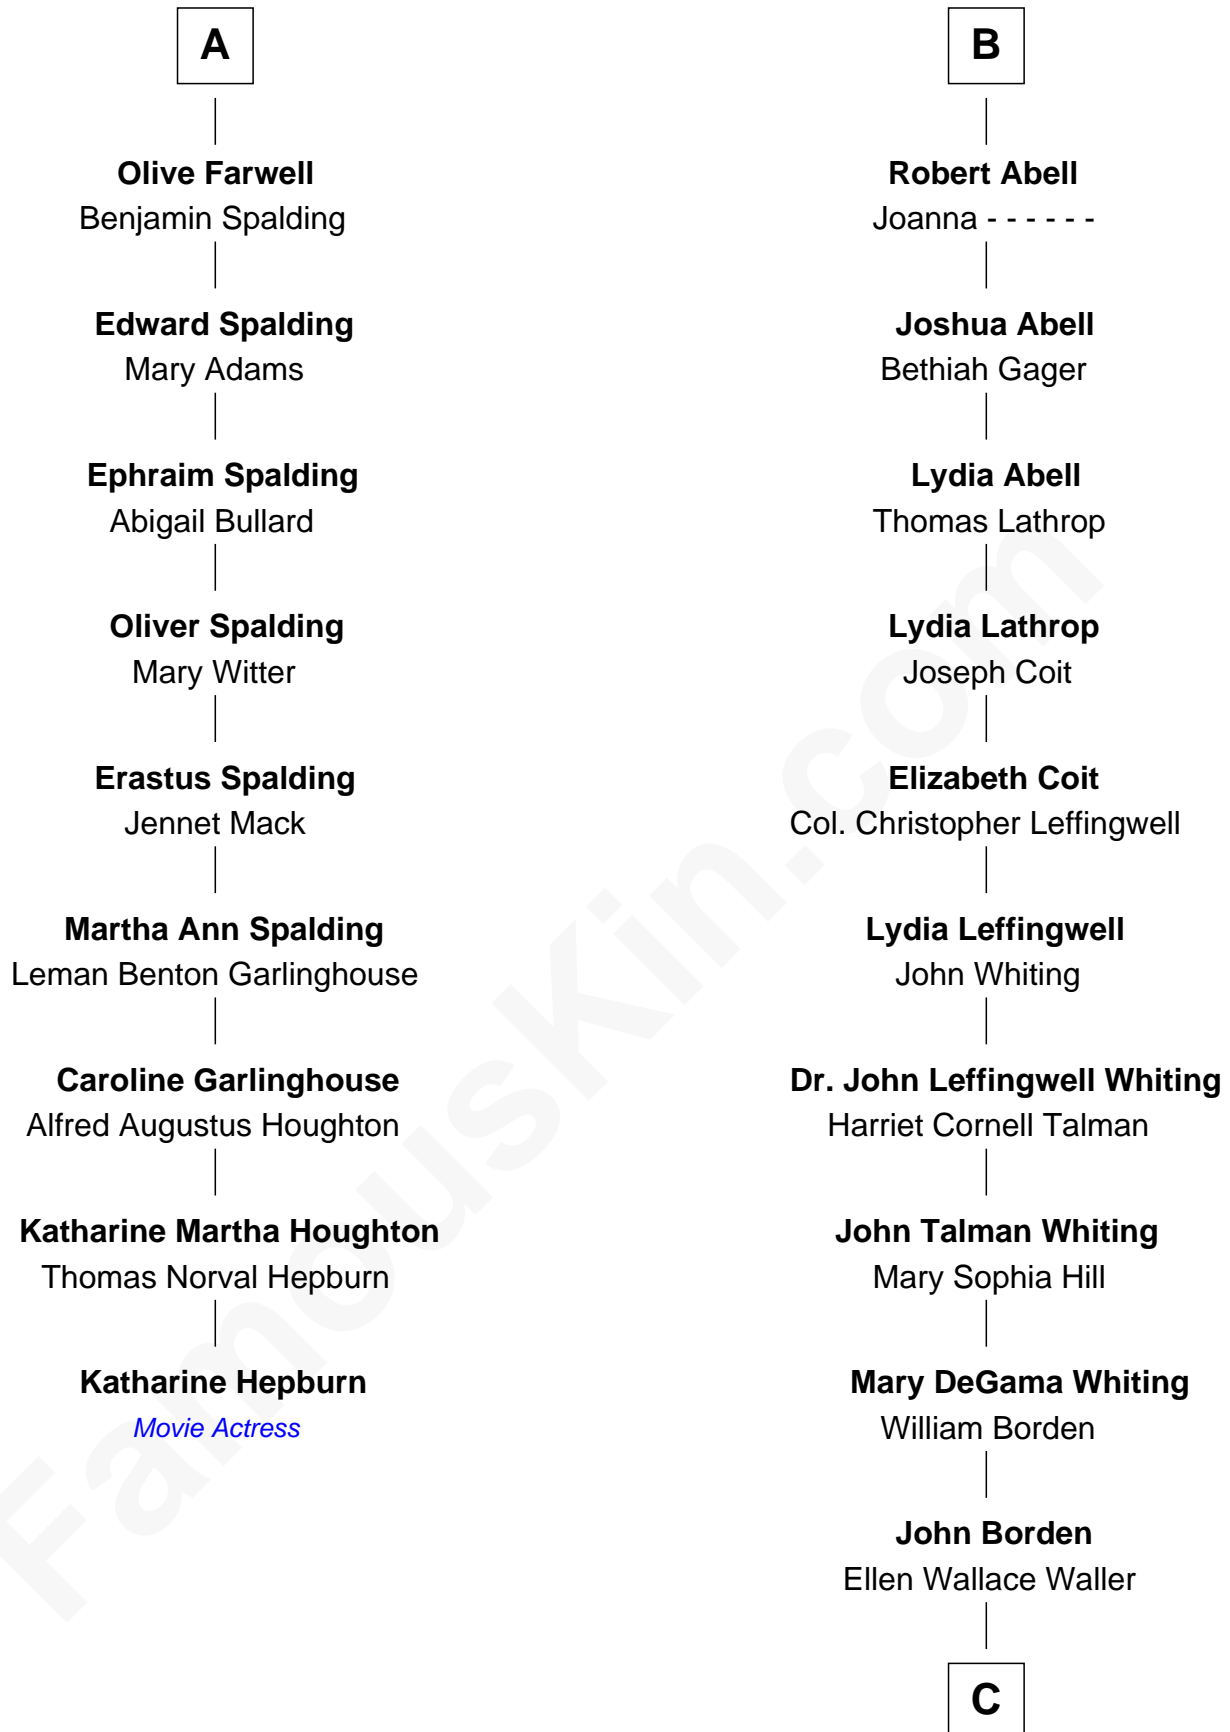 A
Olive Farwell
Benjamin Spalding
Edward Spalding
Mary Adams
Ephraim Spalding
Abigail Bullard
Oliver Spalding
Mary Witter
Erastus Spalding
Jennet Mack
Martha Ann Spalding
Leman Benton Garlinghouse
Caroline Garlinghouse
Alfred Augustus Houghton
Katharine Martha Houghton
Thomas Norval Hepburn
Katharine Hepburn
Movie Actress
B
Robert Abell
Joanna - - - - - -
Joshua Abell
Bethiah Gager
Lydia Abell
Thomas Lathrop
Lydia Lathrop
Joseph Coit
Elizabeth Coit
Col. Christopher Leffingwell
Lydia Leffingwell
John Whiting
Dr. John Leffingwell Whiting
Harriet Cornell Talman
John Talman Whiting
Mary Sophia Hill
Mary DeGama Whiting
William Borden
John Borden
Ellen Wallace Waller
C
FamousKin.com